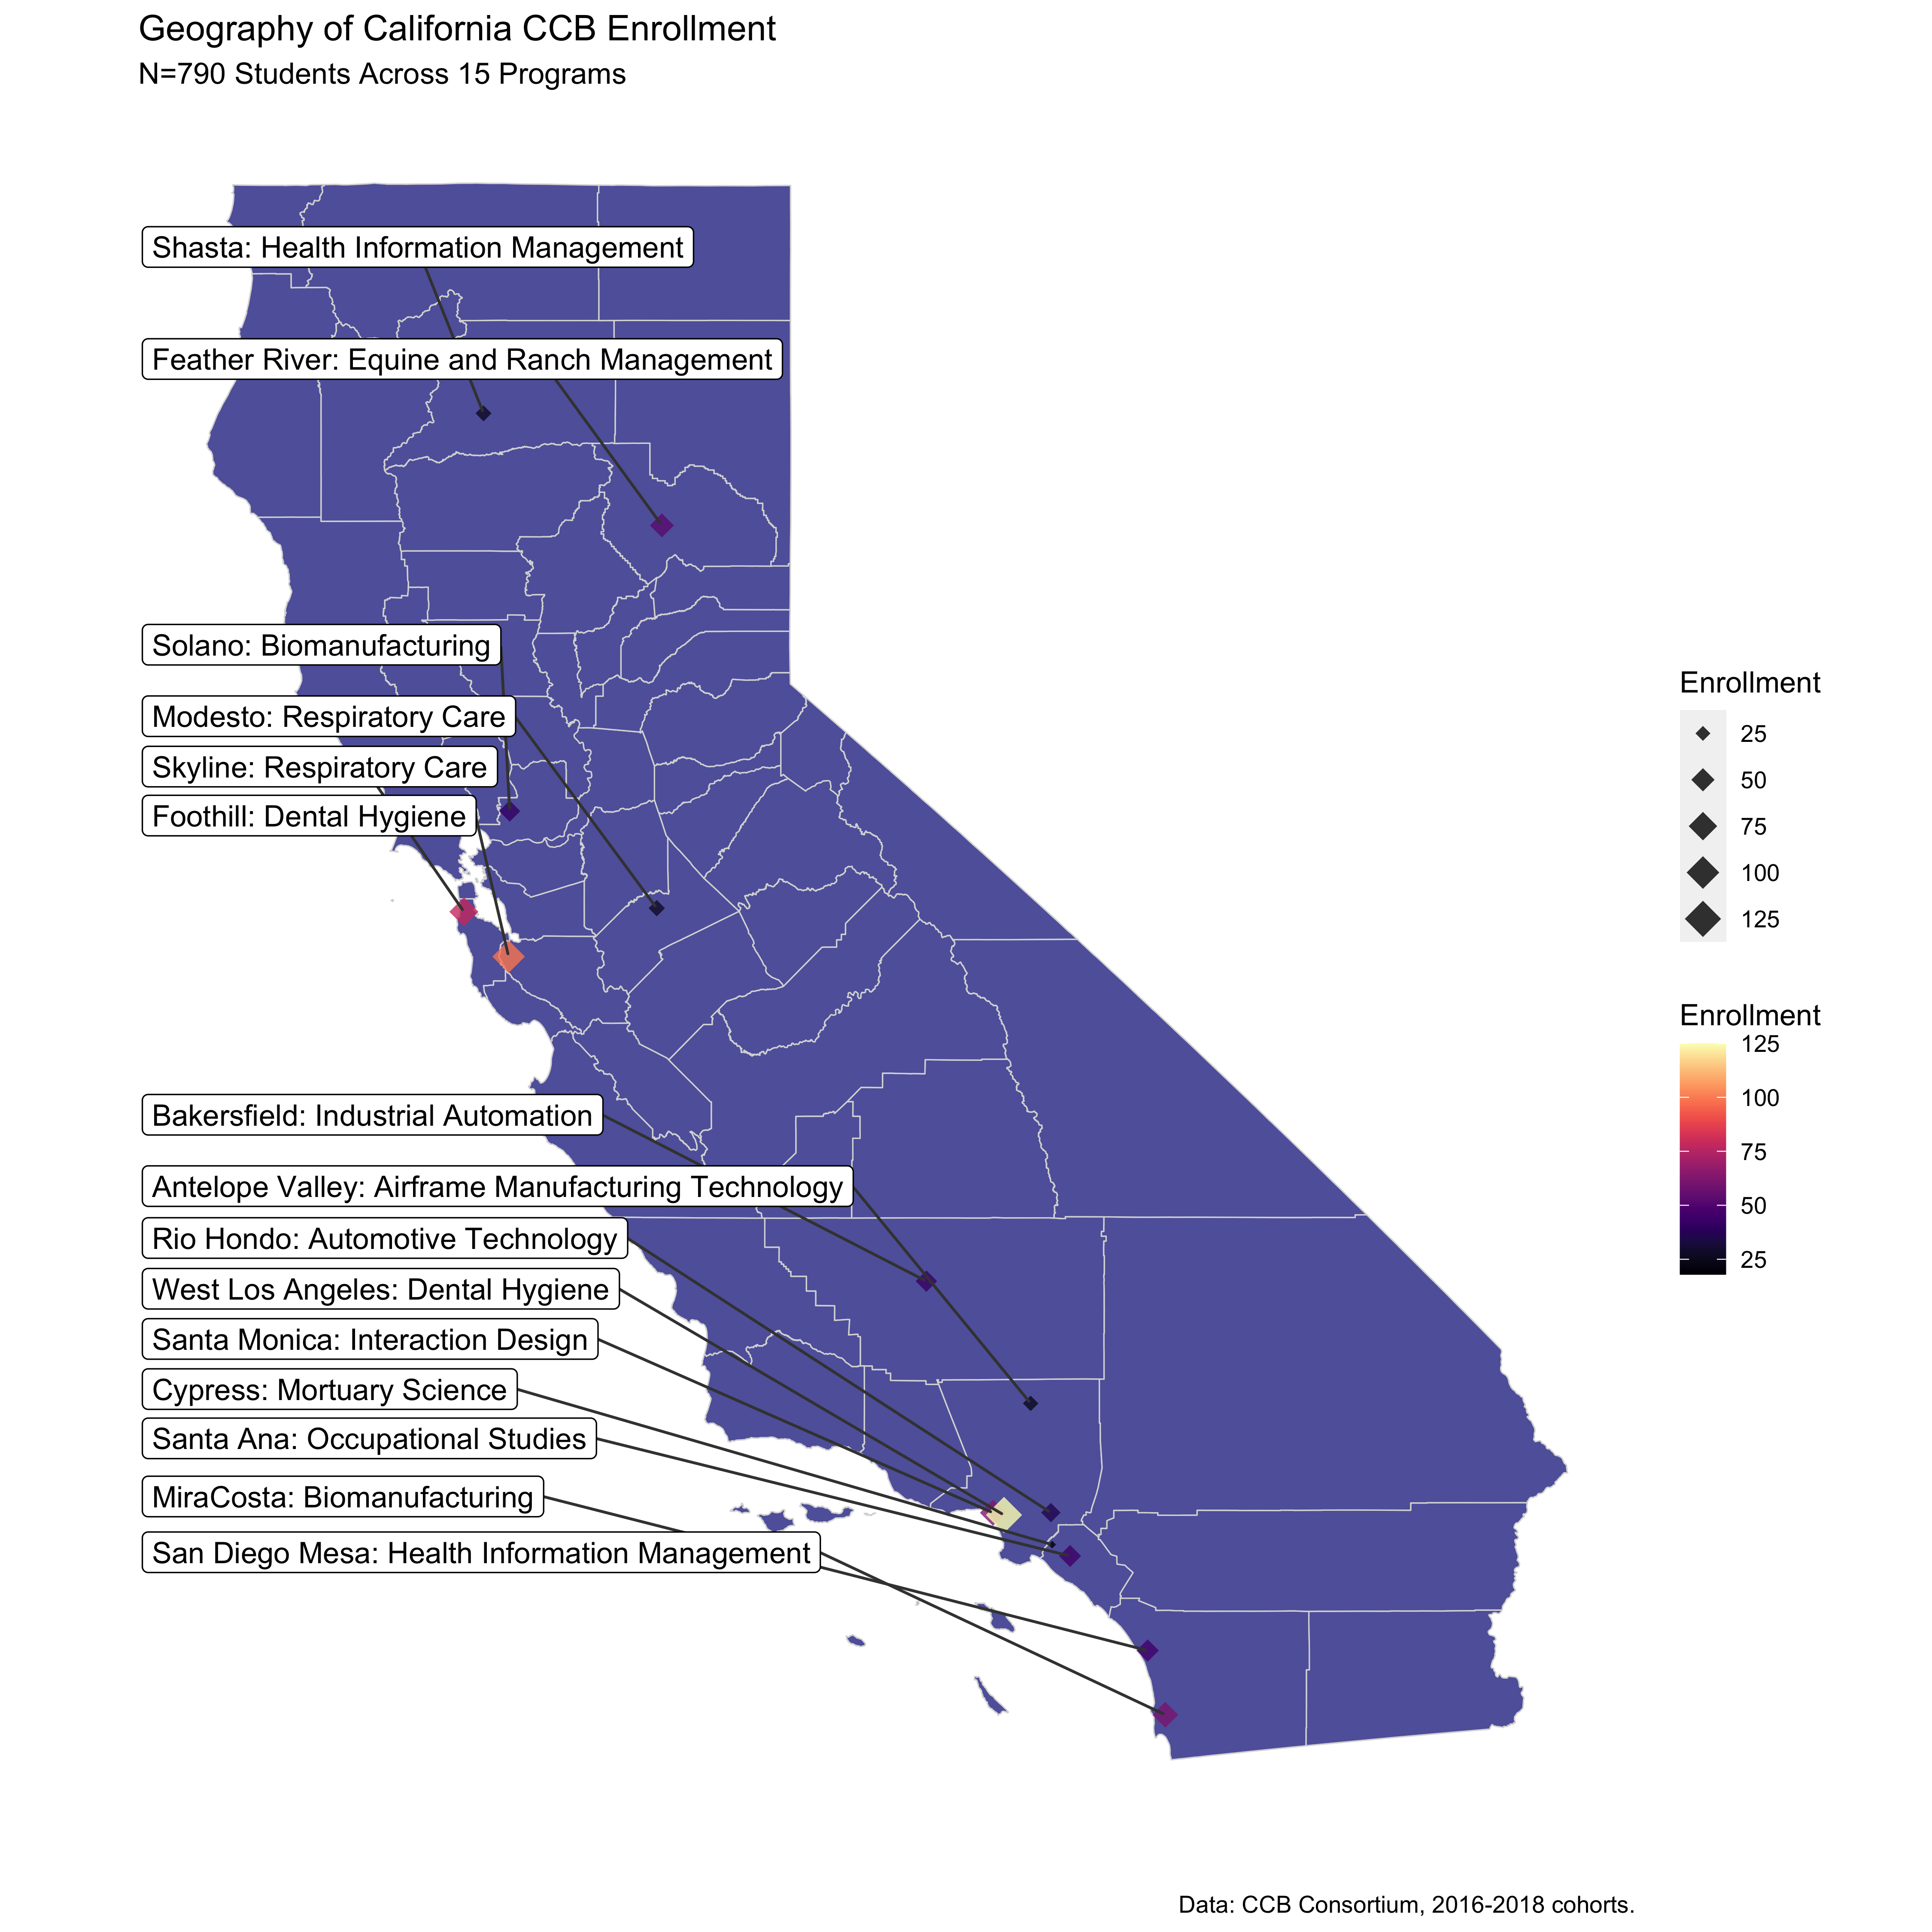 Geography of California CCB Enrollment
N=790 Students Across 15 Programs
Shasta: Health Information Management
Feather River: Equine and Ranch Management
Solano: Biomanufacturing
Modesto: Respiratory Care
Skyline: Respiratory Care
Foothill: Dental Hygiene
Bakersfield: Industrial Automation
Antelope Valley: Airframe Manufacturing Technology
Rio Hondo: Automotive Technology
West Los Angeles: Dental Hygiene
Santa Monica: Interaction Design
Cypress: Mortuary Science
Santa Ana: Occupational Studies
MiraCosta: Biomanufacturing
San Diego Mesa: Health Information Management
Enrollment
25
50
75
100
125
Enrollment
125
100
75
50
25
Data: CCB Consortium, 2016-2018 cohorts.